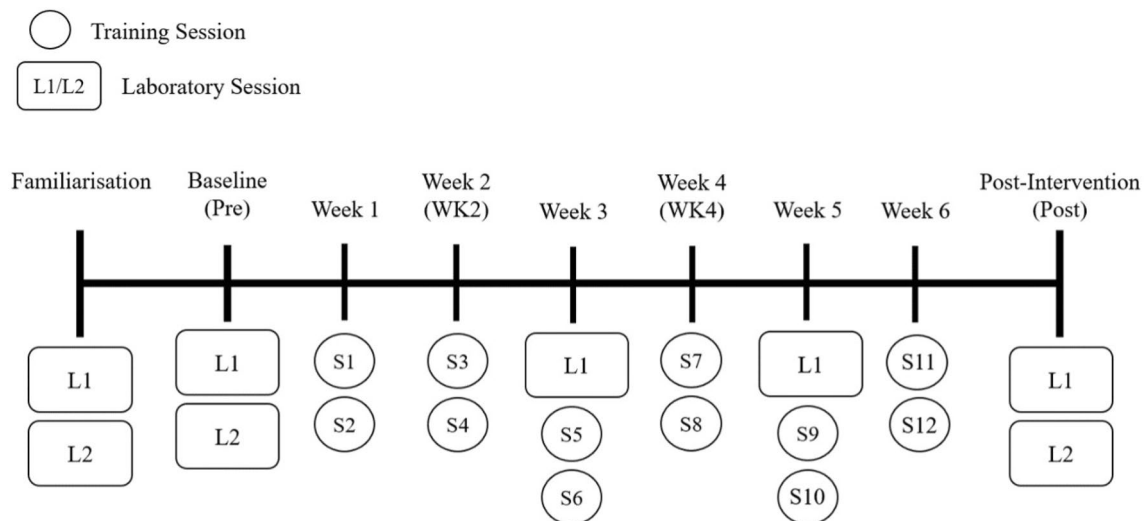 Training Session
L1/L2 Laboratory Session
Familiarisation
Baseline
(Pre)
Week 1
Week 2
(WK2)
Week 3
Week 4
(WK4)
Week 5
Week 6
Post-Intervention
(Post)
L1
L2
L1
L2
S1
S2
S3
S4
L1
S5
S6
S7
S8
L1
S9
S10
S11
S12
L1
L2